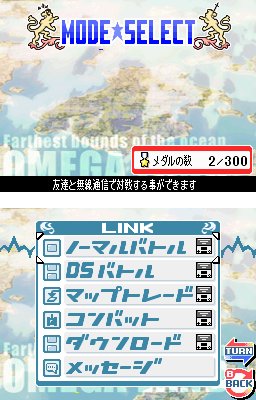 MODE★SELECT
Farthest bounds of the ocean
OMEGA
メダルの数 2/300
友達と無線通信で対戦する事ができます
LINK
ノーマルバトル
DSバトル
マップトレード
コンバット
ダウンロード
メッセージ
TURN
B
BACK